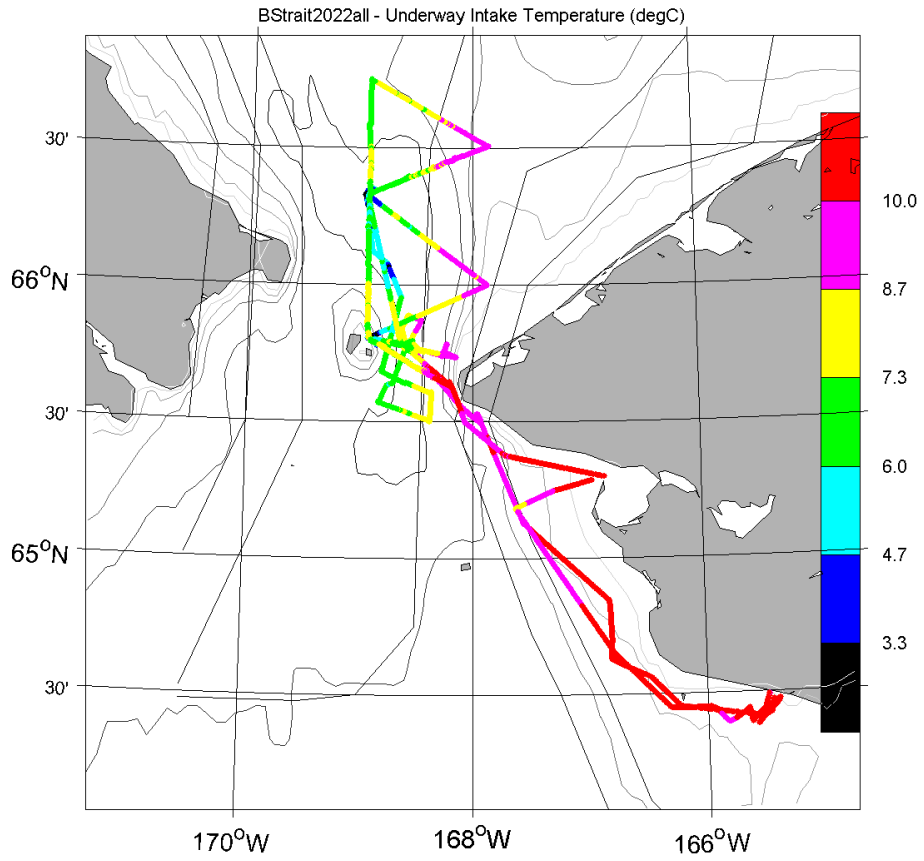 BStrait2022all - Underway Intake Temperature (degC)
30'
66°N
30'
65°N
30'
10.0
8.7
7.3
6.0
4.7
3.3
170°W
168°W
166°W